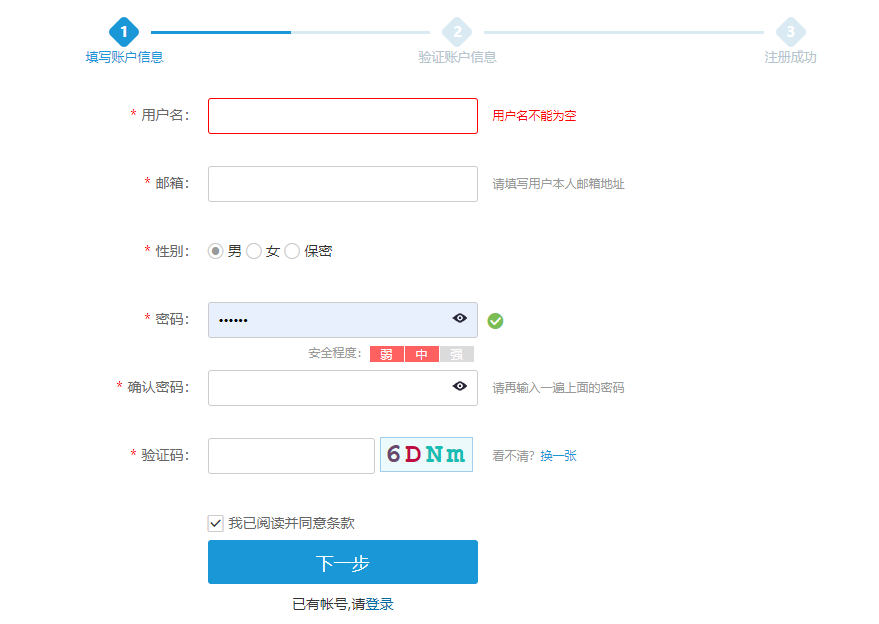 1 2 3
填写账户信息 验证账户信息 注册成功
* 用户名: 用户名不能为空
* 邮箱: 请填写用户本人邮箱地址
* 性别: 男 女 保密
* 密码: ••••••
安全程度: 弱 中 强
* 确认密码: 请再输入一遍上面的密码
* 验证码: 6DNm 看不清? 换一张
我已阅读并同意条款
下一步
已有帐号,请登录